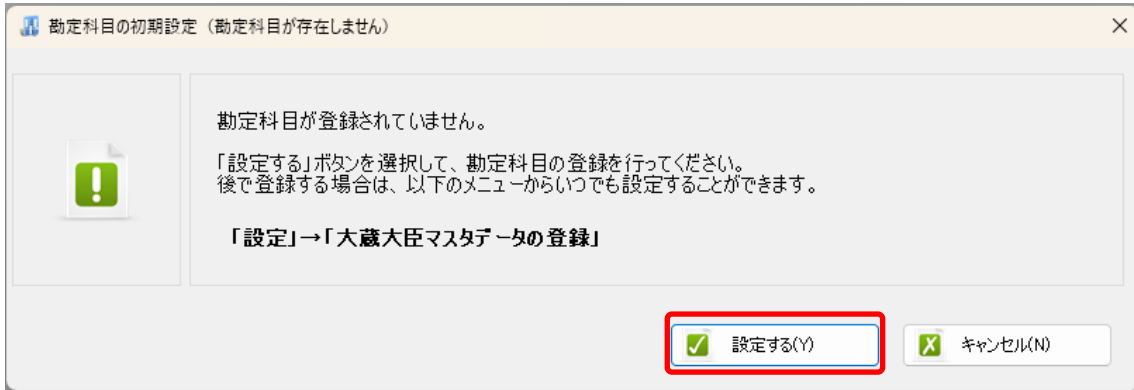 勘定科目の初期設定（勘定科目が存在しません）
勘定科目が登録されていません。
「設定する」ボタンを選択して、勘定科目の登録を行ってください。
後で登録する場合は、以下のメニューからいつでも設定することができます。
「設定」→「大蔵大臣マスタデータの登録」
設定する(Y)
キャンセル(N)